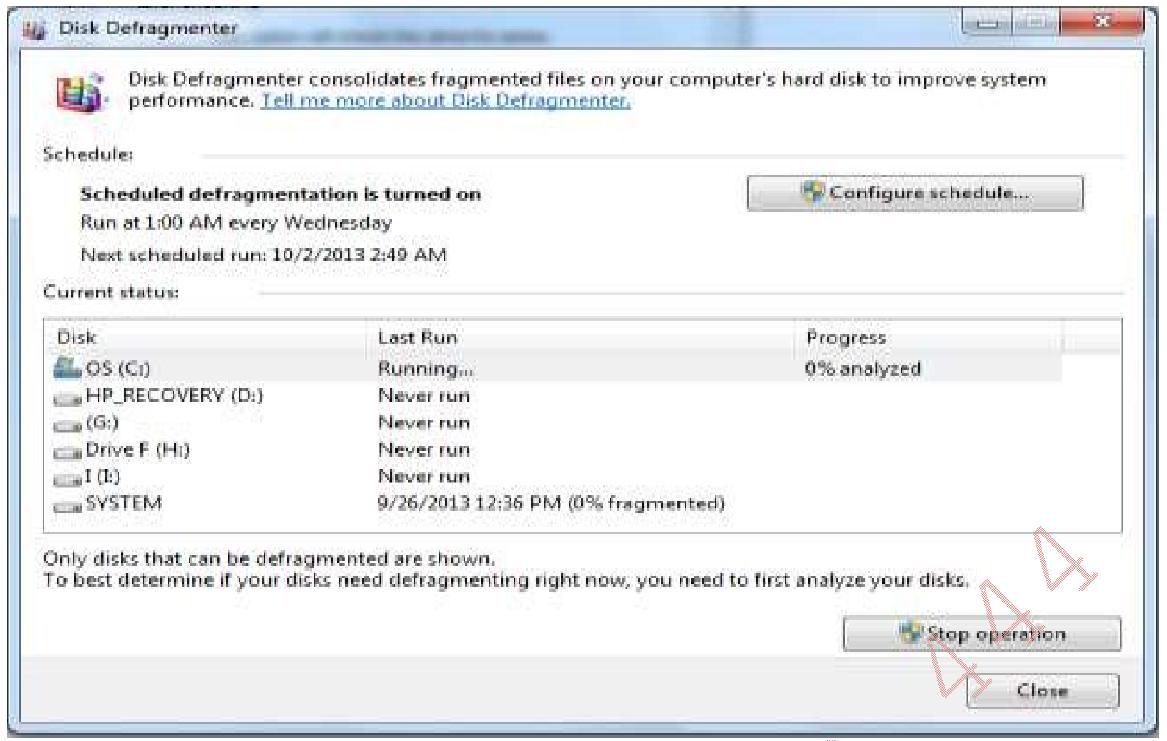 Disk Defragmenter
Disk Defragmenter consolidates fragmented files on your computer's hard disk to improve system
performance. Tell me more about Disk Defragmenter.
Schedule:
Scheduled defragmentation is turned on
Configure schedule...
Run at 1:00 AM every Wednesday
Next scheduled run: 10/2/2013 2:49 AM
Current status:
Disk Last Run Progress
OS (C:) Running... 0% analyzed
HP_RECOVERY (D:) Never run
(G:) Never run
Drive F (H:) Never run
I (I:) Never run
SYSTEM 9/26/2013 12:36 PM (0% fragmented)
Only disks that can be defragmented are shown.
To best determine if your disks need defragmenting right now, you need to first analyze your disks.
Stop operation
Close
444